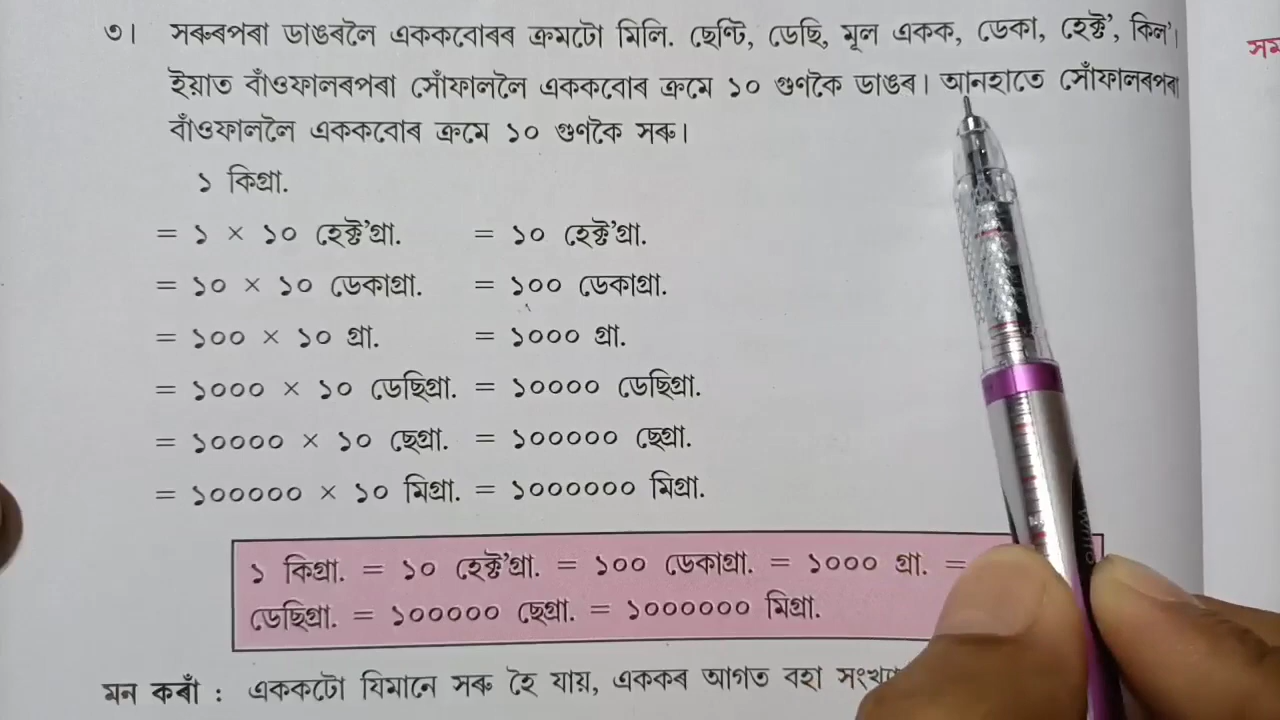 ৩। সৰুৰপৰা ডাঙৰলৈ এককবোৰৰ ক্ৰমটো মিলি. ছেণ্টি, ডেছি, মূল একক, ডেকা, হেক্ট', কিল'।
ইয়াত বাঁওফালৰপৰা সোঁফাললৈ এককবোৰ ক্ৰমে ১০ গুণকৈ ডাঙৰ। আনহাতে সোঁফালৰপৰা
বাঁওফাললৈ এককবোৰ ক্ৰমে ১০ গুণকৈ সৰু।
১ কিগ্ৰা.
= ১ × ১০ হেক্ট'গ্ৰা. = ১০ হেক্ট'গ্ৰা.
= ১০ × ১০ ডেকাগ্ৰা. = ১০০ ডেকাগ্ৰা.
= ১০০ × ১০ গ্ৰা. = ১০০০ গ্ৰা.
= ১০০০ × ১০ ডেছিগ্ৰা. = ১০০০০ ডেছিগ্ৰা.
= ১০০০০ × ১০ ছেগ্ৰা. = ১০০০০০ ছেগ্ৰা.
= ১০০০০০ × ১০ মিগ্ৰা. = ১০০০০০০ মিগ্ৰা.
১ কিগ্ৰা. = ১০ হেক্ট'গ্ৰা. = ১০০ ডেকাগ্ৰা. = ১০০০ গ্ৰা. =
ডেছিগ্ৰা. = ১০০০০০ ছেগ্ৰা. = ১০০০০০০ মিগ্ৰা.
মন কৰাঁ : এককটো যিমানে সৰু হৈ যায়, এককৰ আগত বহা